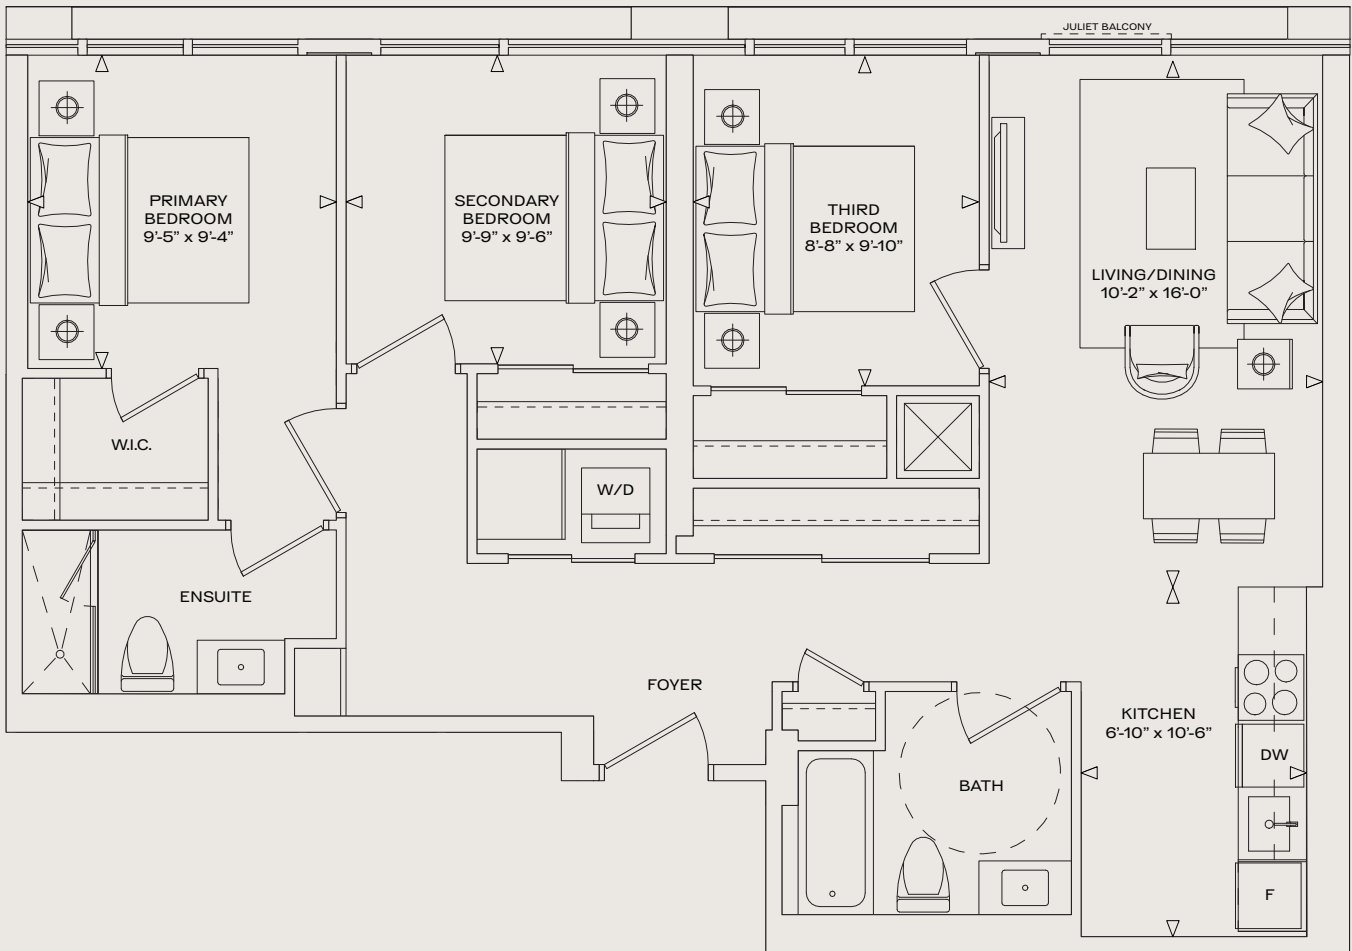 JULIET BALCONY
PRIMARY
BEDROOM
9'-5” x 9'-4”
SECONDARY
BEDROOM
9'-9” x 9'-6”
THIRD
BEDROOM
8'-8” x 9'-10”
LIVING/DINING
10'-2” x 16'-0”
W.I.C.
W/D
ENSUITE
FOYER
KITCHEN
6'-10” x 10'-6”
DW
BATH
F